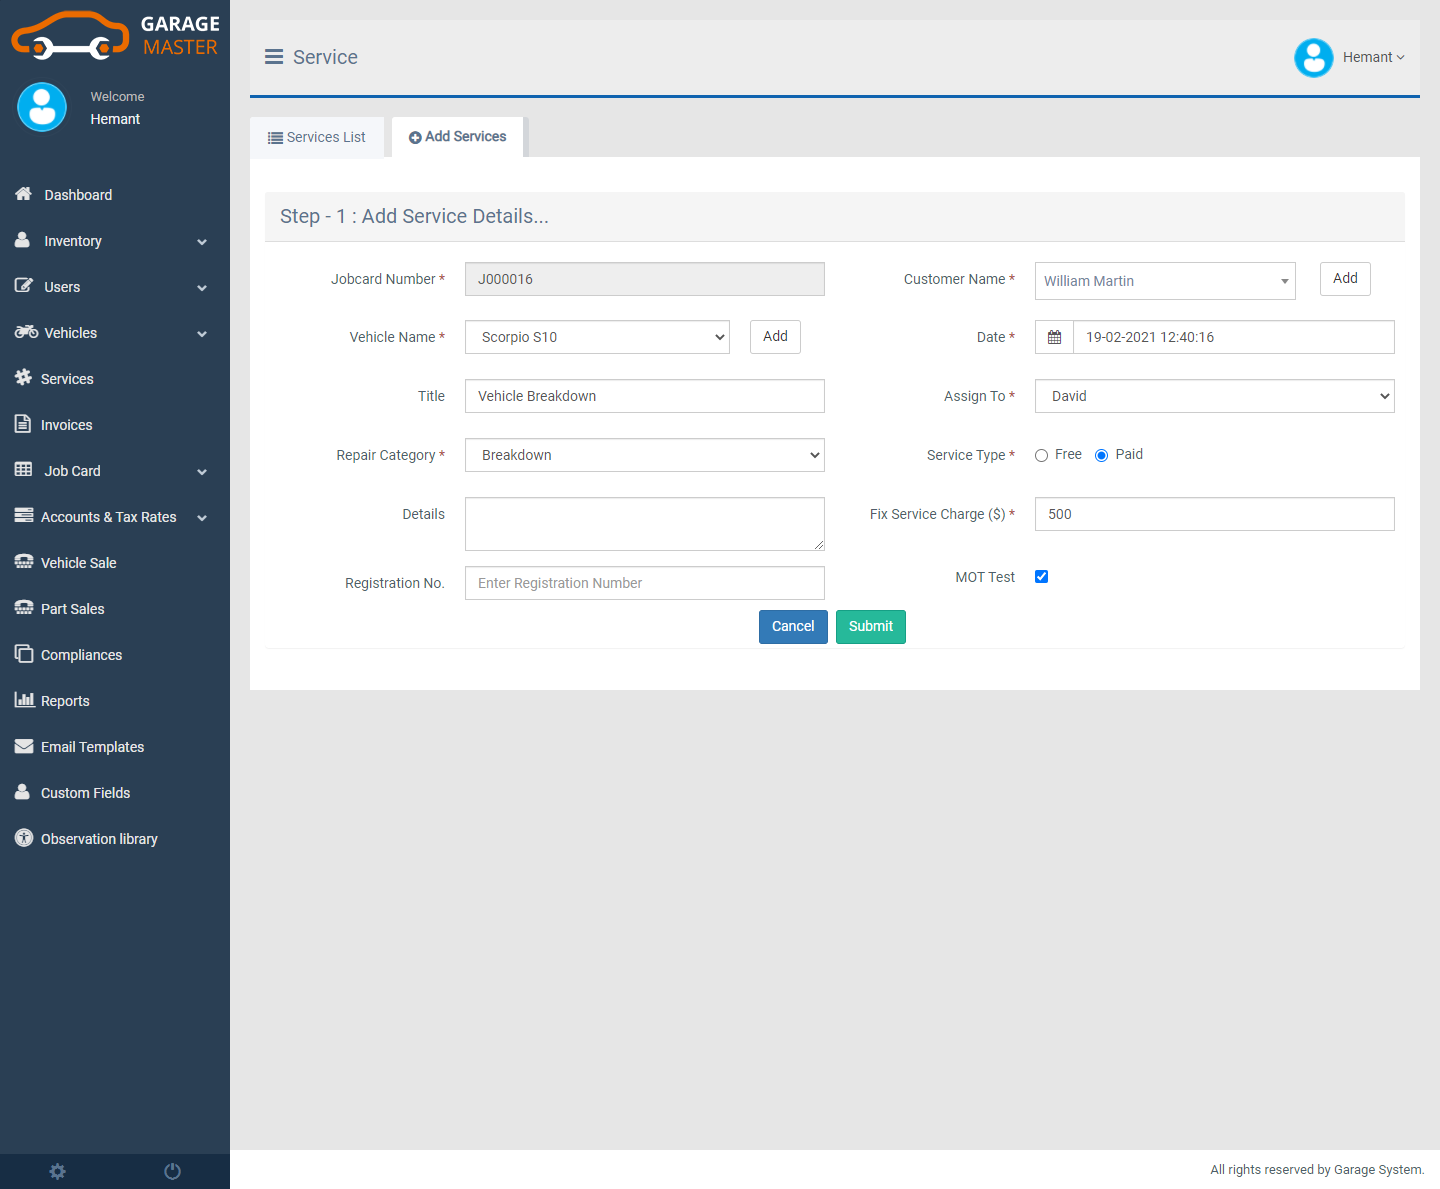 GARAGE
MASTER
Welcome
Hemant
Dashboard
Inventory
Users
Vehicles
Services
Invoices
Job Card
Accounts & Tax Rates
Vehicle Sale
Part Sales
Compliances
Reports
Email Templates
Custom Fields
Observation library
Service
Hemant
Services List
Add Services
Step - 1 : Add Service Details...
Jobcard Number * J000016
Customer Name * William Martin Add
Vehicle Name * Scorpio S10 Add
Date * 19-02-2021 12:40:16
Title Vehicle Breakdown
Assign To * David
Repair Category * Breakdown
Service Type * Free Paid
Details
Fix Service Charge ($) * 500
Registration No. Enter Registration Number
MOT Test
Cancel Submit
All rights reserved by Garage System.